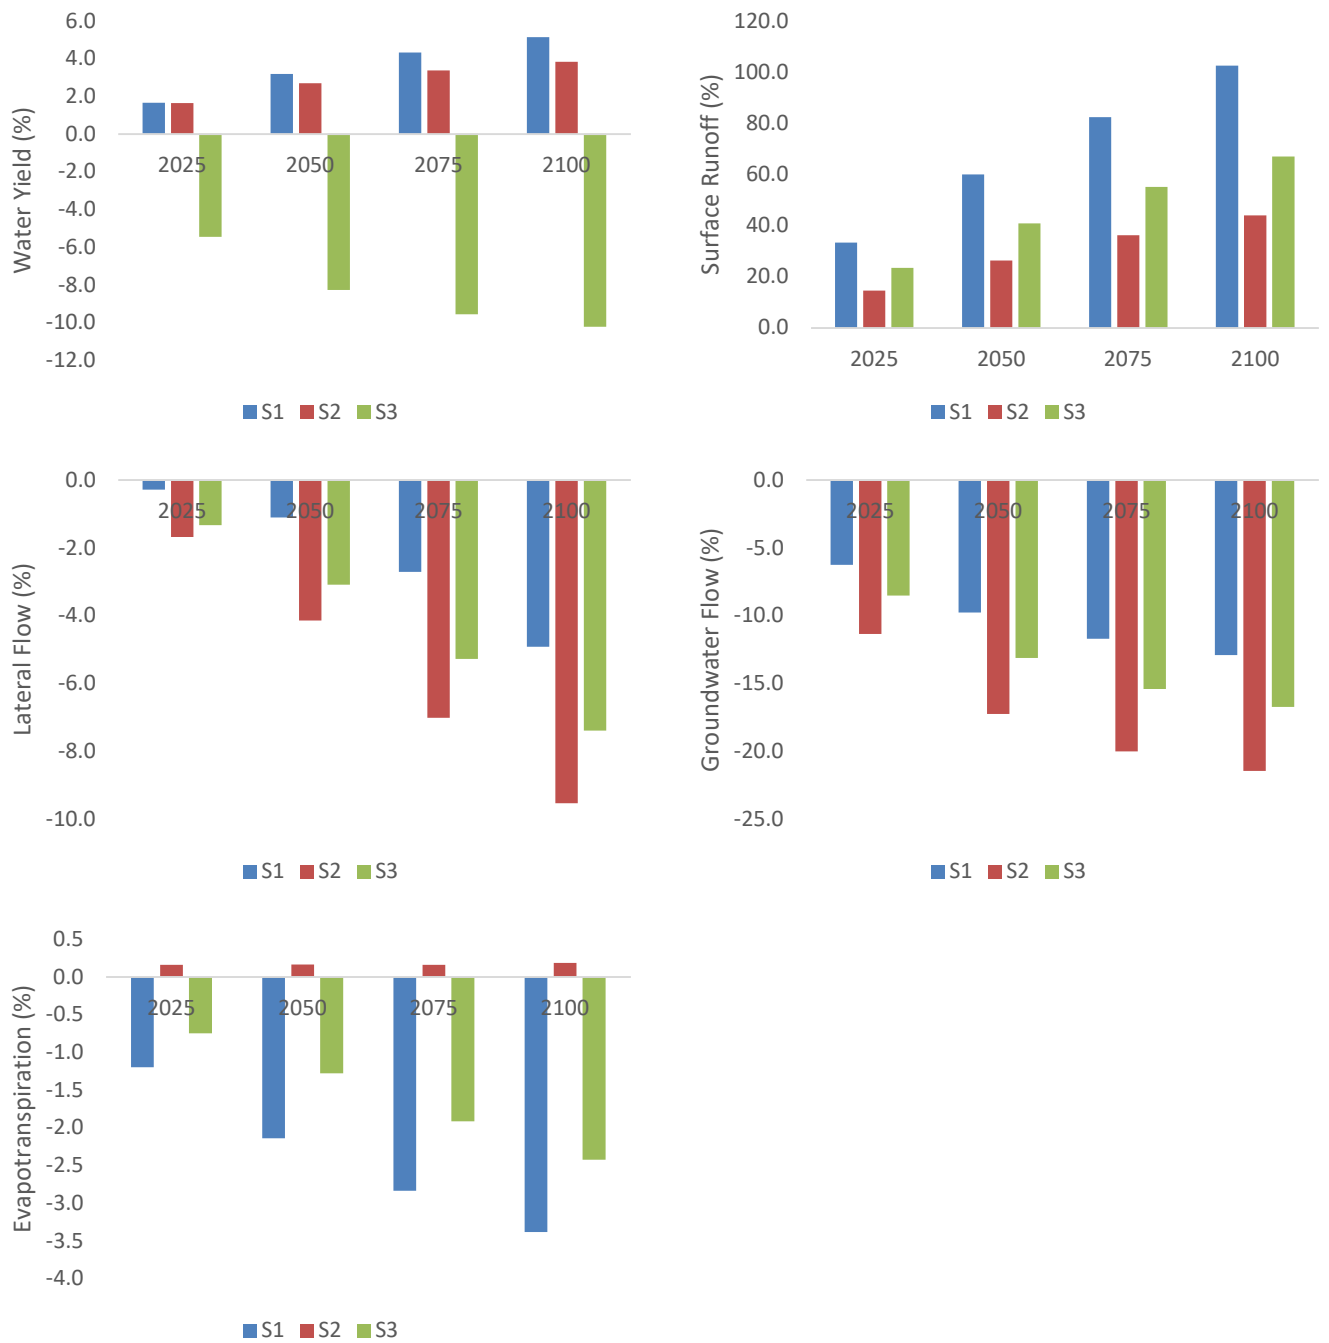 Water Yield (%)
6.0
4.0
2.0
0.0
-2.0
-4.0
-6.0
-8.0
-10.0
-12.0
2025 2050 2075 2100
S1 S2 S3
Surface Runoff (%)
120.0
100.0
80.0
60.0
40.0
20.0
0.0
2025 2050 2075 2100
S1 S2 S3
Lateral Flow (%)
0.0
-2.0
-4.0
-6.0
-8.0
-10.0
2025 2050 2075 2100
S1 S2 S3
Groundwater Flow (%)
0.0
-5.0
-10.0
-15.0
-20.0
-25.0
2025 2050 2075 2100
S1 S2 S3
Evapotranspiration (%)
0.5
0.0
-0.5
-1.0
-1.5
-2.0
-2.5
-3.0
-3.5
-4.0
2025 2050 2075 2100
S1 S2 S3